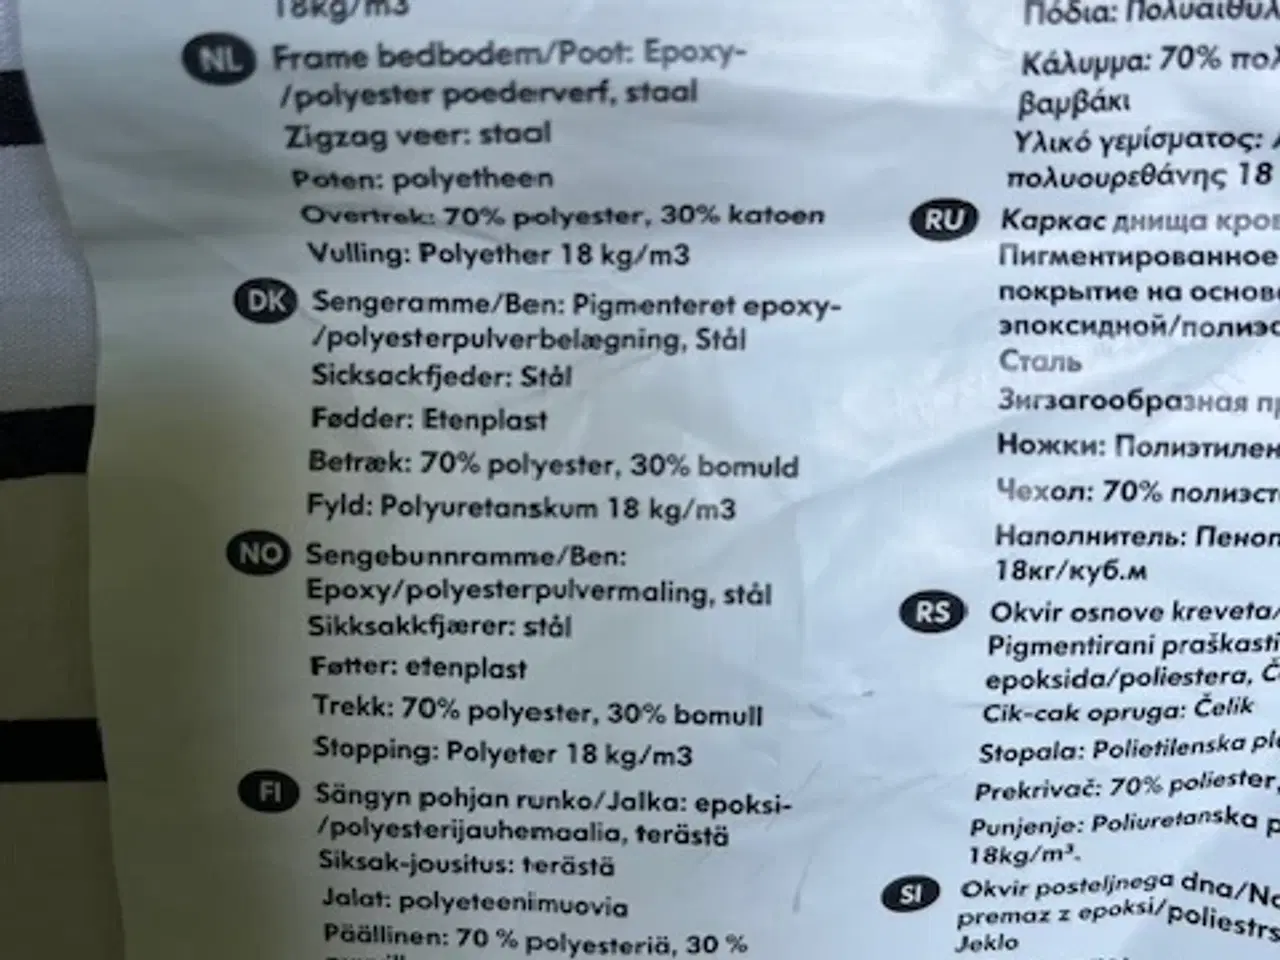 18kg/m3
NL Frame bedbodem/Poot: Epoxy-
/polyester poederverf, staal
Zigzag veer: staal
Poten: polyetheen
Overtrek: 70% polyester, 30% katoen
Vulling: Polyether 18 kg/m3
DK Sengeramme/Ben: Pigmenteret epoxy-
/polyesterpulverbelægning, Stål
Sicksackfjeder: Stål
Fødder: Etenplast
Betræk: 70% polyester, 30% bomuld
Fyld: Polyuretanskum 18 kg/m3
NO Sengebunnramme/Ben:
Epoxy/polyesterpulvermaling, stål
Sikksakkfjærer: stål
Føtter: etenplast
Trekk: 70% polyester, 30% bomull
Stopping: Polyeter 18 kg/m3
FI Sängyn pohjan runko/Jalka: epoksi-
/polyesterijauhemaalia, terästä
Siksak-jousitus: terästä
Jalat: polyeteenimuovia
Päällinen: 70 % polyesteriä, 30 %
Πόδια:
Κάλυμμα: 70%
βαμβάκι
Υλικό γεμίσματος:
πολυουρεθάνης 18
RU Каркас днища
Пигментированное
покрытие на
эпоксидной/
Сталь
Зигзагообразная
Ножки: Полиэтилен
Чехол: 70%
Наполнитель:
18кг/куб.м
RS Okvir osnove kreveta/
Pigmentirani
epoksida/poliestera,
Cik-cak opruga: Čelik
Stopala: Polietilenska
Prekrivač: 70% poliester,
Punjenje: Poliuretanska
18kg/m³.
SI Okvir posteljnega dna/
premaz z epoksi/
Jeklo